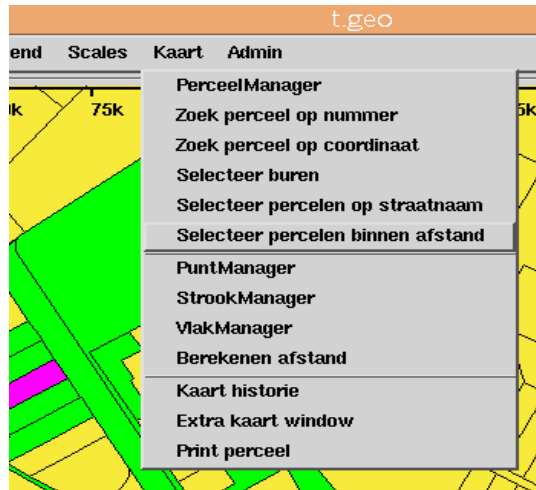 t.geo
end Scales Kaart Admin
k 75k 5k
PerceelManager
Zoek perceel op nummer
Zoek perceel op coordinaat
Selecteer buren
Selecteer percelen op straatnaam
Selecteer percelen binnen afstand
PuntManager
StrookManager
VlakManager
Berekenen afstand
Kaart historie
Extra kaart window
Print perceel